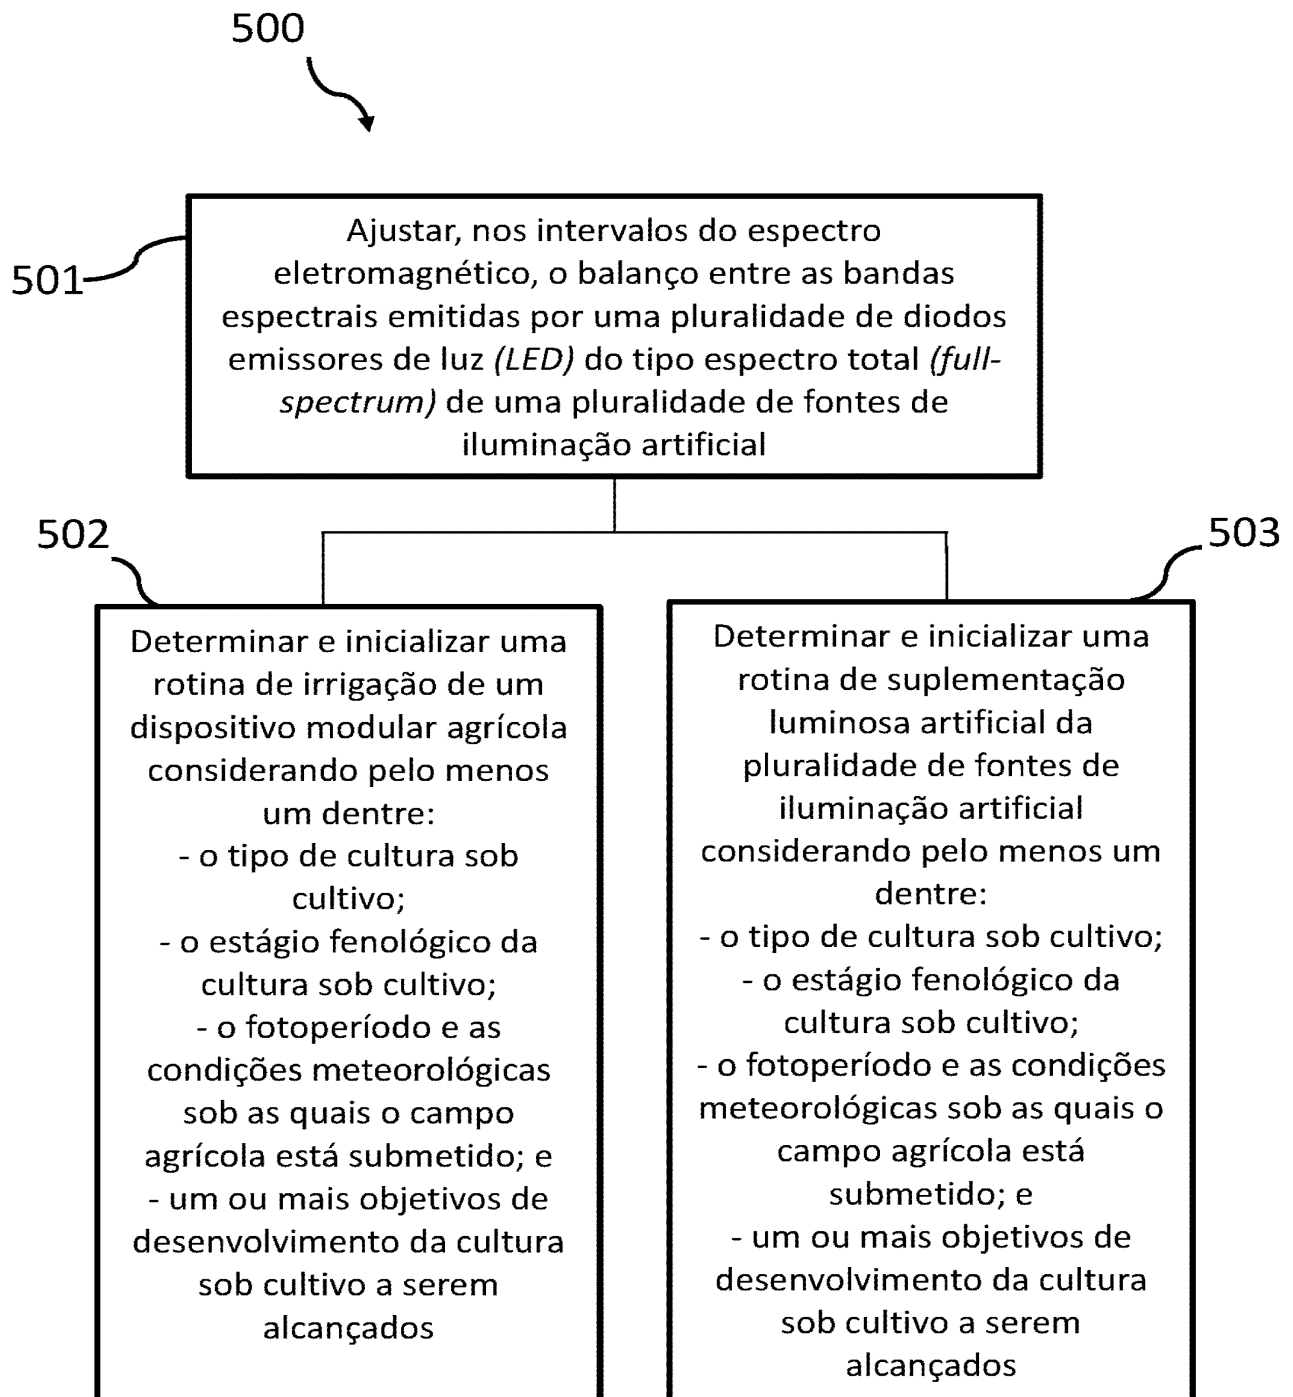 500
501
Ajustar, nos intervalos do espectro
eletromagnético, o balanço entre as bandas
espectrais emitidas por uma pluralidade de diodos
emissores de luz (LED) do tipo espectro total (full-
spectrum) de uma pluralidade de fontes de
iluminação artificial
502
Determinar e inicializar uma
rotina de irrigação de um
dispositivo modular agrícola
considerando pelo menos
um dentre:
- o tipo de cultura sob
cultivo;
- o estágio fenológico da
cultura sob cultivo;
- o fotoperíodo e as
condições meteorológicas
sob as quais o campo
agrícola está submetido; e
- um ou mais objetivos de
desenvolvimento da cultura
sob cultivo a serem
alcançados
503
Determinar e inicializar uma
rotina de suplementação
luminosa artificial da
pluralidade de fontes de
iluminação artificial
considerando pelo menos um
dentre:
- o tipo de cultura sob cultivo;
- o estágio fenológico da
cultura sob cultivo;
- o fotoperíodo e as condições
meteorológicas sob as quais o
campo agrícola está
submetido; e
- um ou mais objetivos de
desenvolvimento da cultura
sob cultivo a serem
alcançados